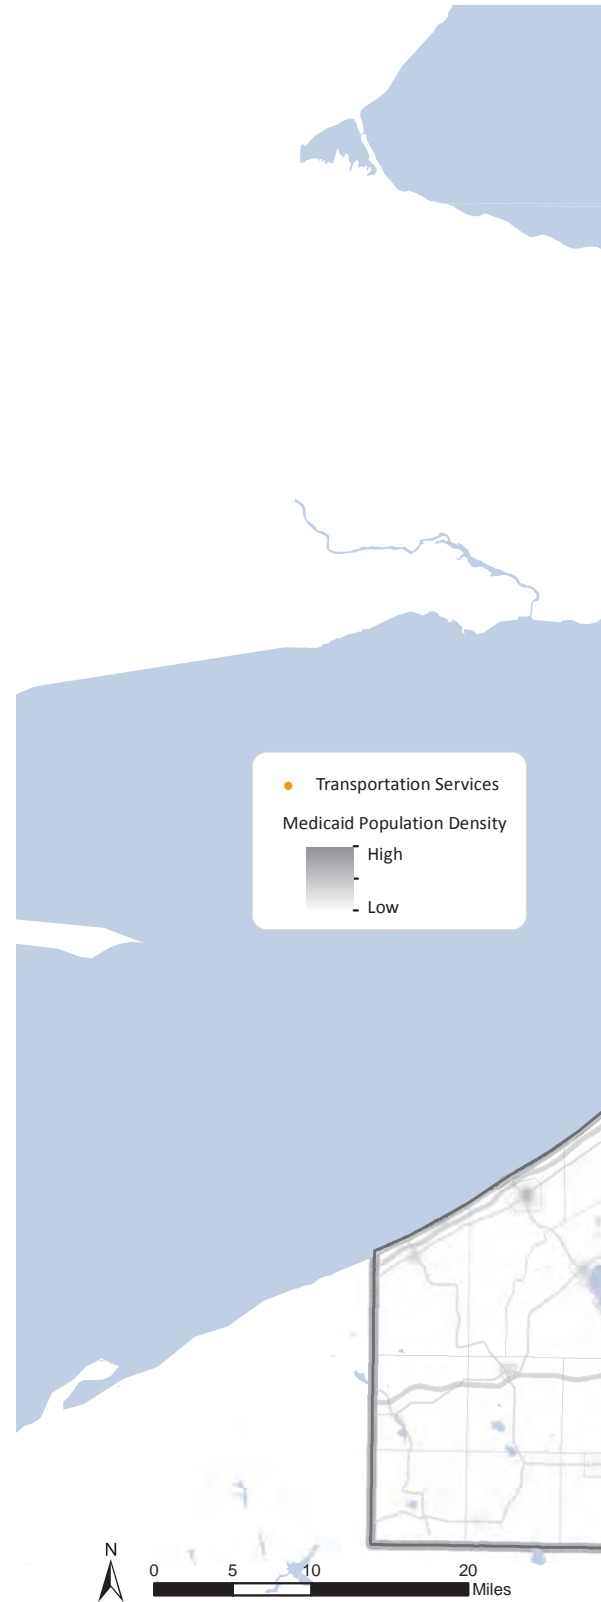 Transportation Services
Medicaid Population Density
High
Low
N
0 5 10 20
Miles